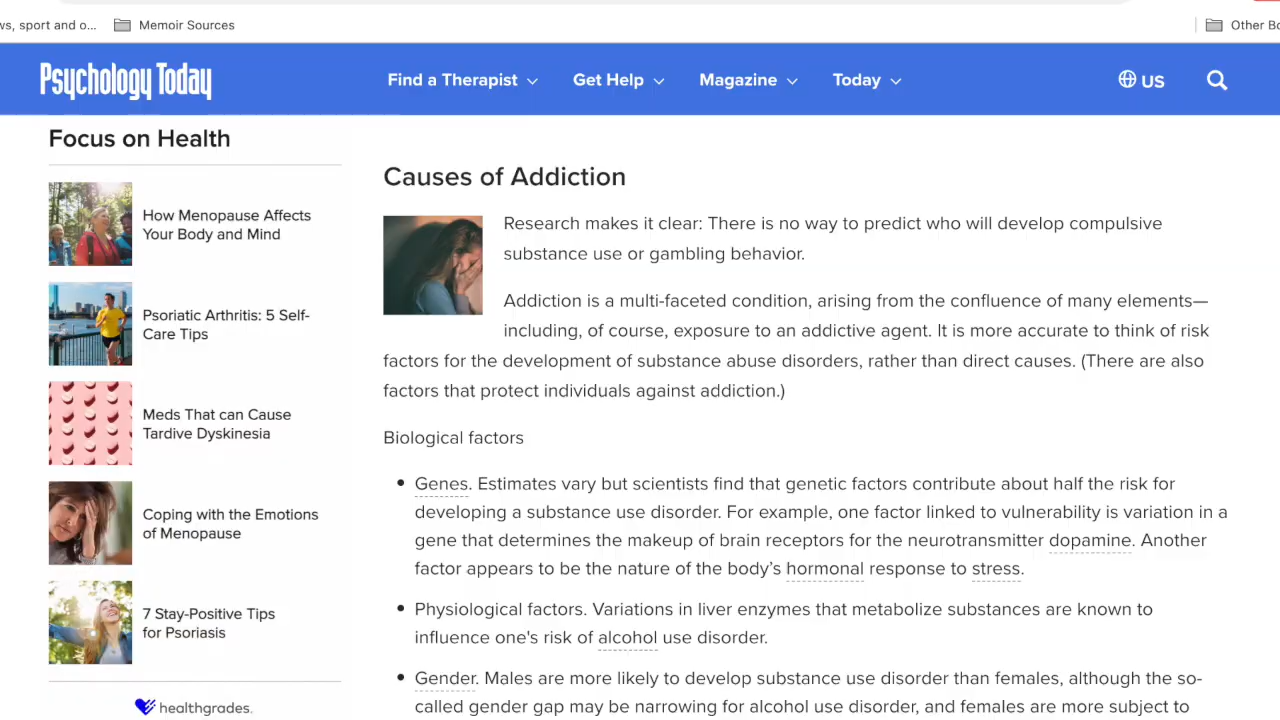 ws, sport and o...
Memoir Sources
Other Bo
Psychology Today
Find a Therapist
Get Help
Magazine
Today
US
Focus on Health
How Menopause Affects
Your Body and Mind
Psoriatic Arthritis: 5 Self-
Care Tips
Meds That can Cause
Tardive Dyskinesia
Coping with the Emotions
of Menopause
7 Stay-Positive Tips
for Psoriasis
healthgrades.
Causes of Addiction
Research makes it clear: There is no way to predict who will develop compulsive
substance use or gambling behavior.
Addiction is a multi-faceted condition, arising from the confluence of many elements—
including, of course, exposure to an addictive agent. It is more accurate to think of risk
factors for the development of substance abuse disorders, rather than direct causes. (There are also
factors that protect individuals against addiction.)
Biological factors
• Genes. Estimates vary but scientists find that genetic factors contribute about half the risk for
developing a substance use disorder. For example, one factor linked to vulnerability is variation in a
gene that determines the makeup of brain receptors for the neurotransmitter dopamine. Another
factor appears to be the nature of the body’s hormonal response to stress.
• Physiological factors. Variations in liver enzymes that metabolize substances are known to
influence one's risk of alcohol use disorder.
• Gender. Males are more likely to develop substance use disorder than females, although the so-
called gender gap may be narrowing for alcohol use disorder, and females are more subject to